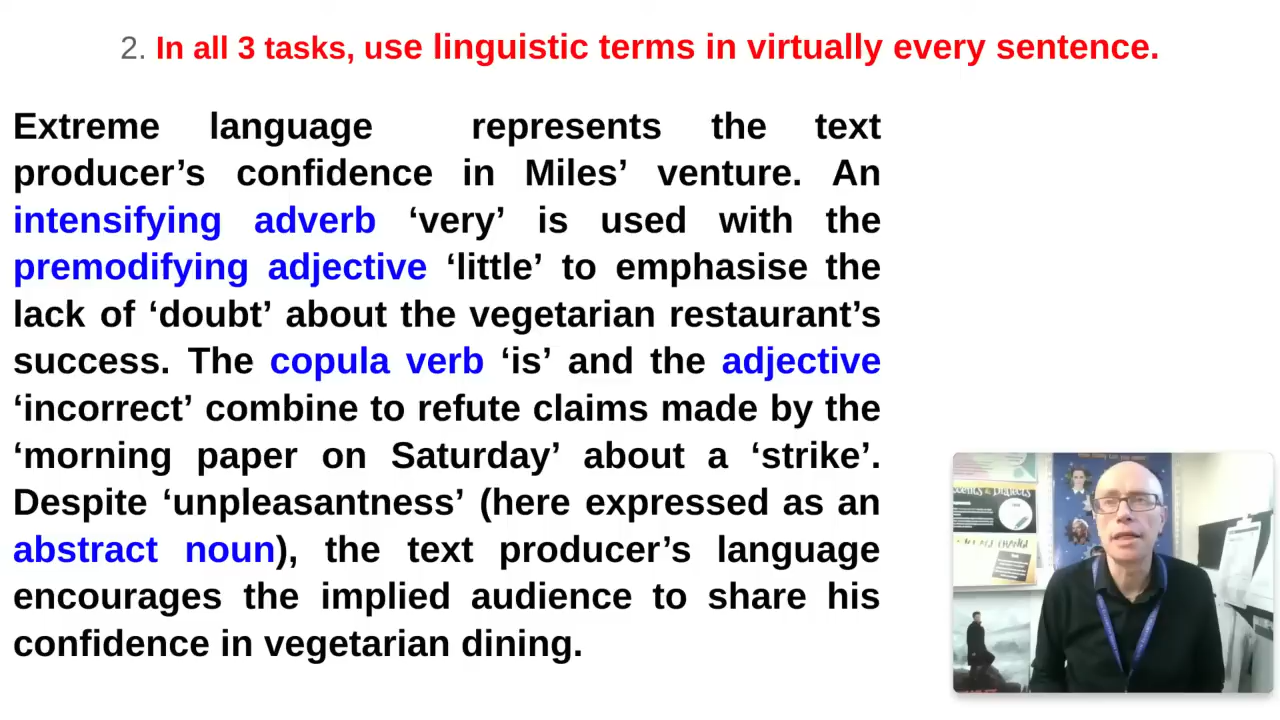 2. In all 3 tasks, use linguistic terms in virtually every sentence.
Extreme language represents the text
producer’s confidence in Miles’ venture. An
intensifying adverb ‘very’ is used with the
premodifying adjective ‘little’ to emphasise the
lack of ‘doubt’ about the vegetarian restaurant’s
success. The copula verb ‘is’ and the adjective
‘incorrect’ combine to refute claims made by the
‘morning paper on Saturday’ about a ‘strike’.
Despite ‘unpleasantness’ (here expressed as an
abstract noun), the text producer’s language
encourages the implied audience to share his
confidence in vegetarian dining.